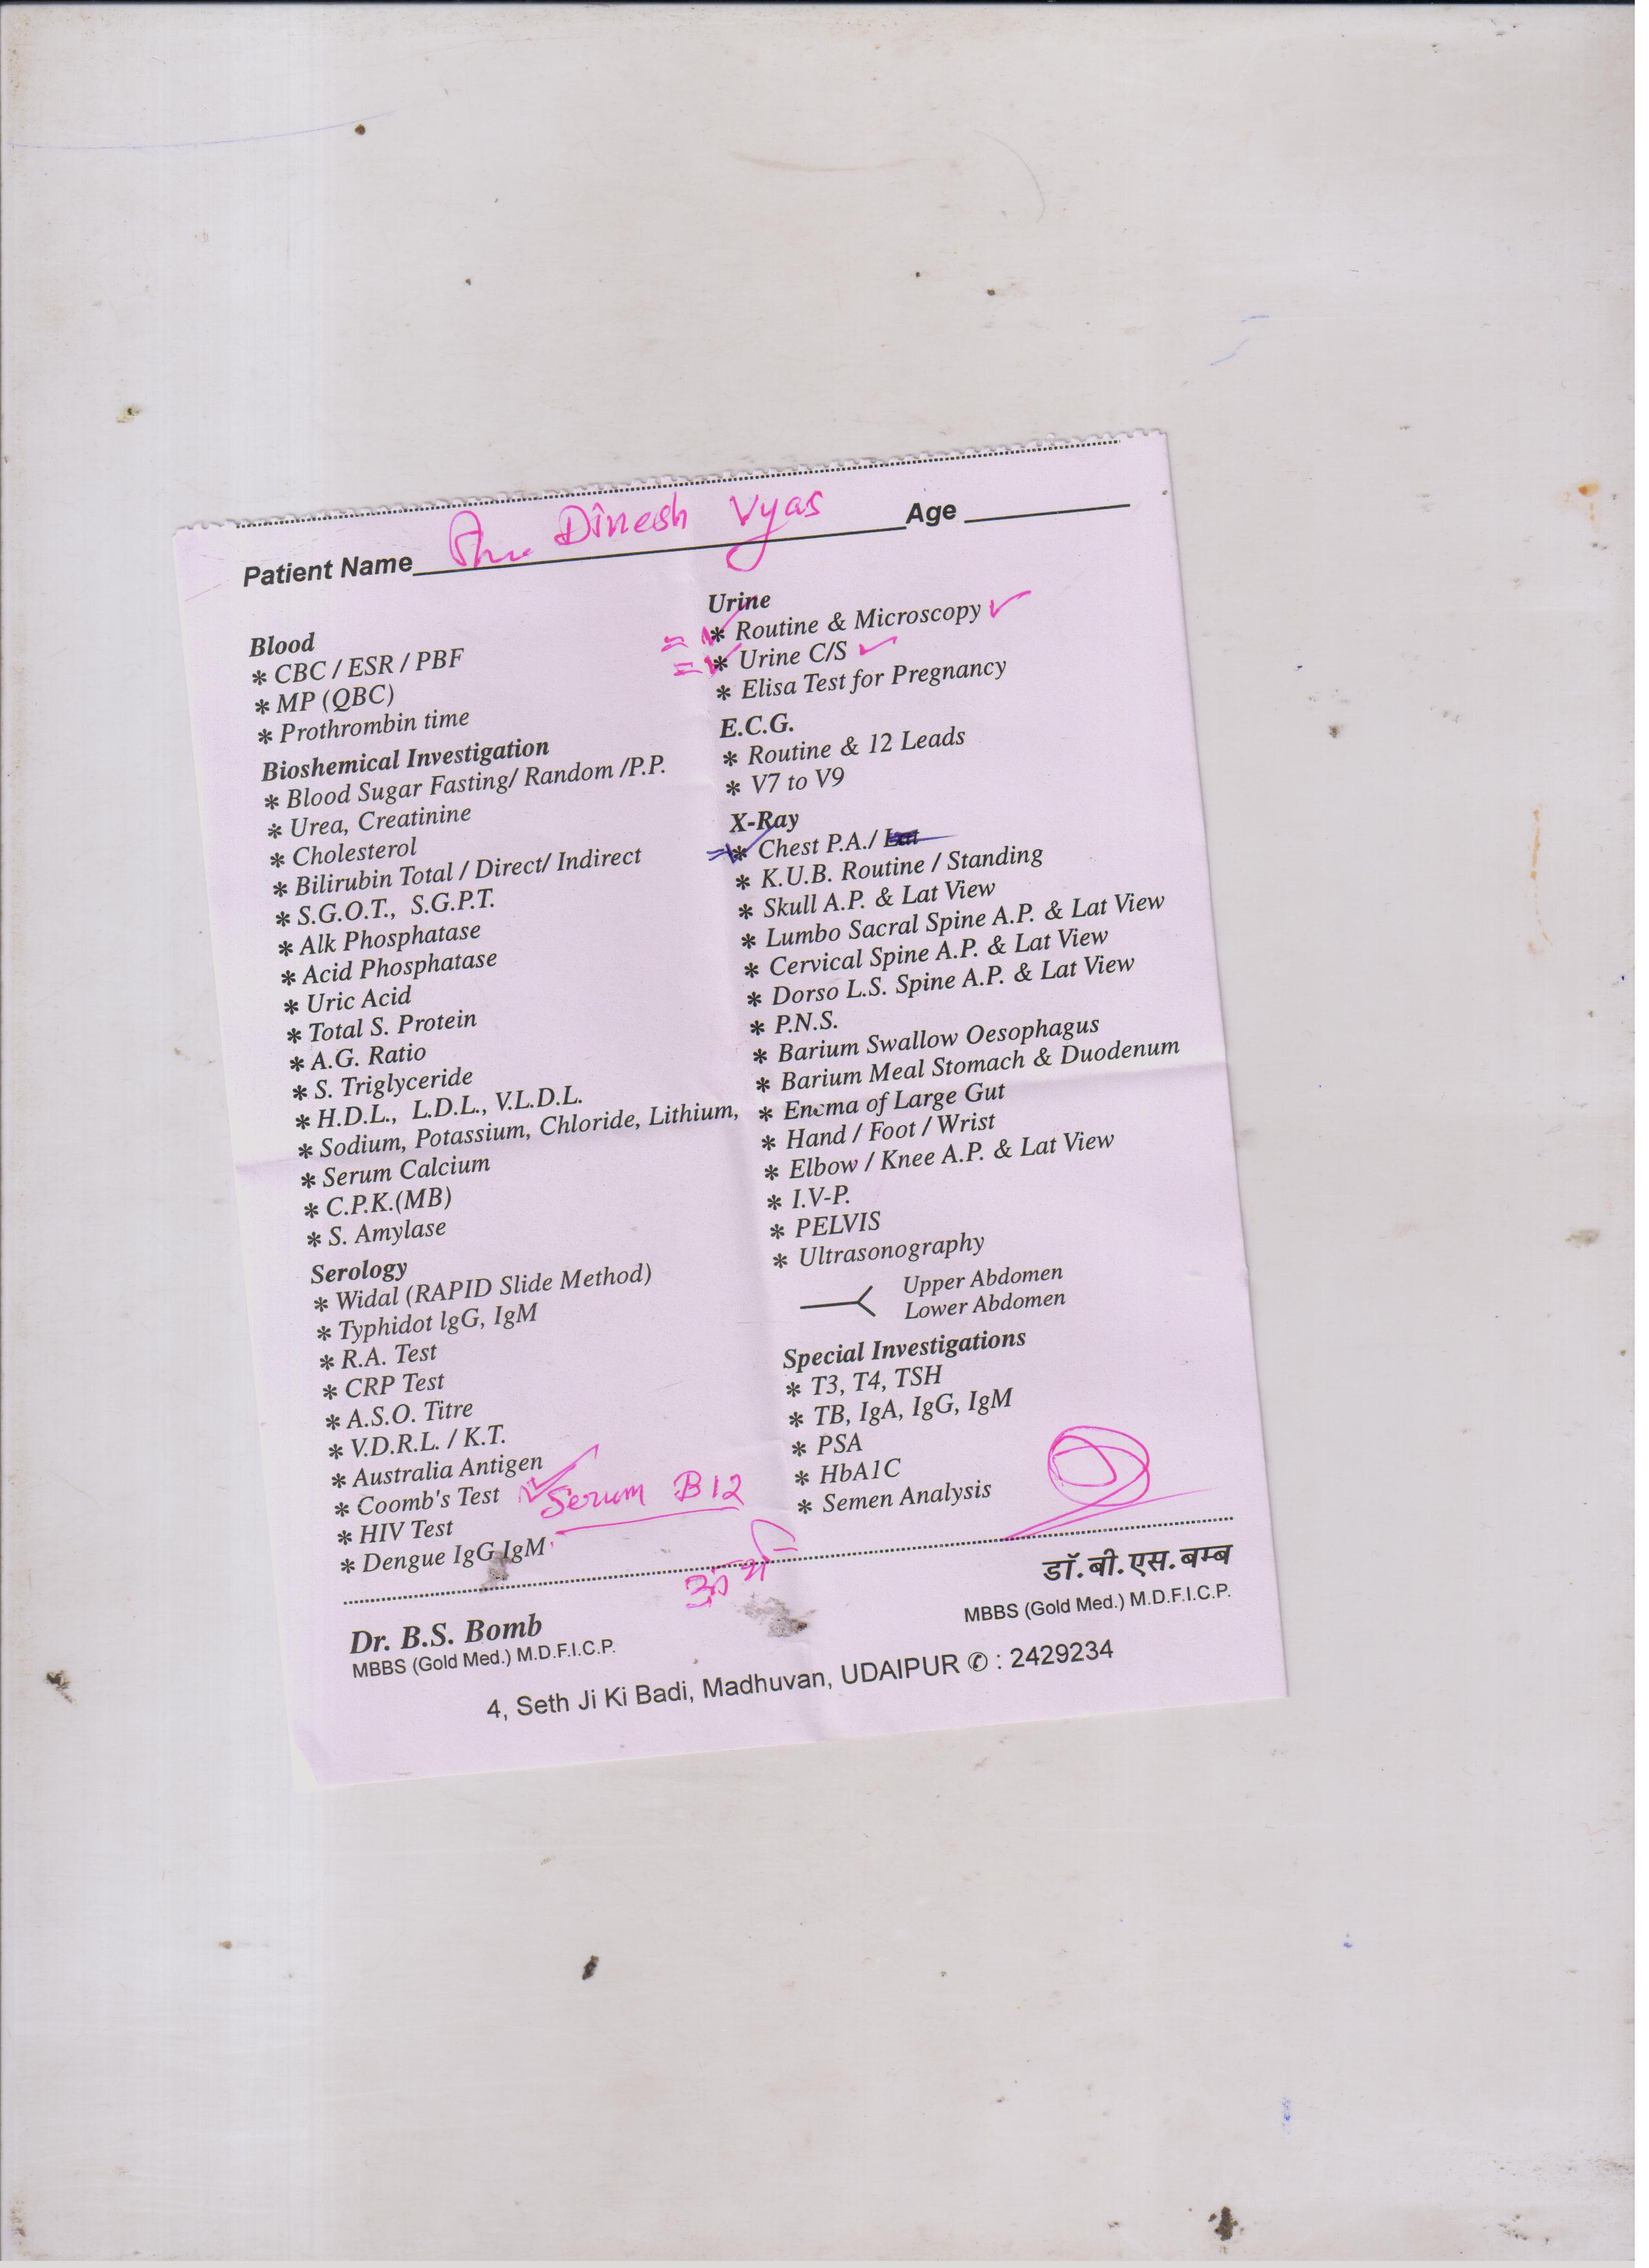 Patient Name Dinesh Vyas Age
Blood
* CBC / ESR / PBF
* MP (QBC)
* Prothrombin time
Bioshemical Investigation
* Blood Sugar Fasting/ Random /P.P.
* Urea, Creatinine
* Cholesterol
* Bilirubin Total / Direct/ Indirect
* S.G.O.T., S.G.P.T.
* Alk Phosphatase
* Acid Phosphatase
* Uric Acid
* Total S. Protein
* A.G. Ratio
* S. Triglyceride
* H.D.L., L.D.L., V.L.D.L.
* Sodium, Potassium, Chloride, Lithium,
* Serum Calcium
* C.P.K.(MB)
* S. Amylase
Serology
* Widal (RAPID Slide Method)
* Typhidot lgG, IgM
* R.A. Test
* CRP Test
* A.S.O. Titre
* V.D.R.L. / K.T.
* Australia Antigen
* Coomb's Test
* HIV Test
* Dengue IgG IgM
Serum B12
Urine
* Routine & Microscopy ✓
* Urine C/S ✓
* Elisa Test for Pregnancy
E.C.G.
* Routine & 12 Leads
* V7 to V9
X-Ray
* Chest P.A./ Lat
* K.U.B. Routine / Standing
* Skull A.P. & Lat View
* Lumbo Sacral Spine A.P. & Lat View
* Cervical Spine A.P. & Lat View
* Dorso L.S. Spine A.P. & Lat View
* P.N.S.
* Barium Swallow Oesophagus
* Barium Meal Stomach & Duodenum
* Enema of Large Gut
* Hand / Foot / Wrist
* Elbow / Knee A.P. & Lat View
* I.V-P.
* PELVIS
* Ultrasonography
Upper Abdomen
Lower Abdomen
Special Investigations
* T3, T4, TSH
* TB, IgA, IgG, IgM
* PSA
* HbA1C
* Semen Analysis
Dr. B.S. Bomb
MBBS (Gold Med.) M.D.F.I.C.P.
डॉ. बी. एस. बम्ब
MBBS (Gold Med.) M.D.F.I.C.P.
4, Seth Ji Ki Badi, Madhuvan, UDAIPUR ✆ : 2429234